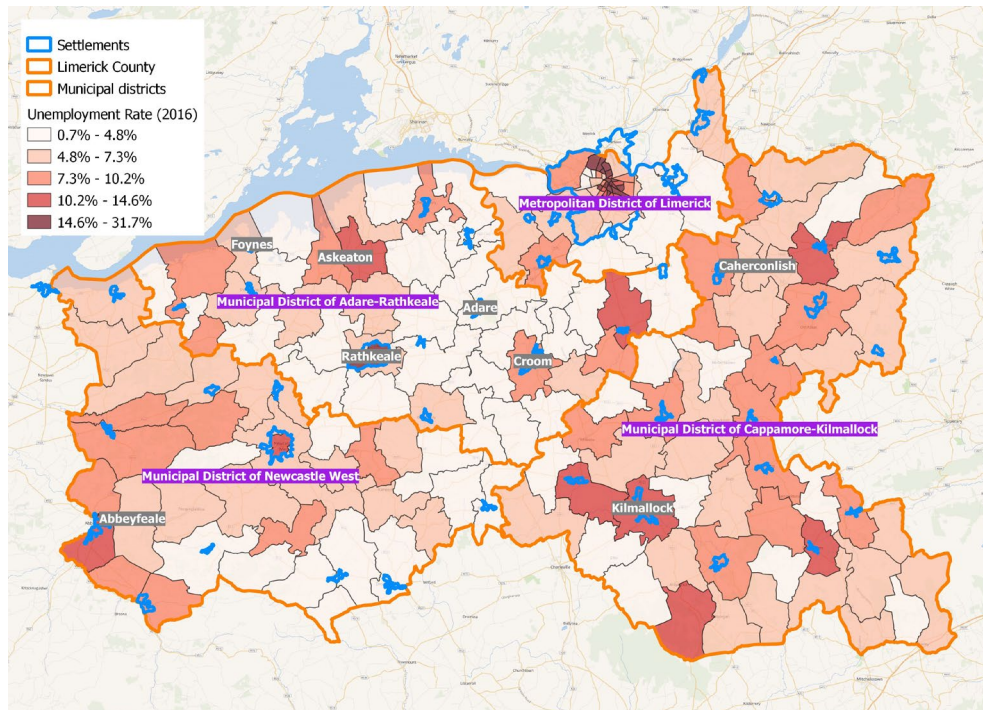 Settlements
Limerick County
Municipal districts
Unemployment Rate (2016)
0.7% - 4.8%
4.8% - 7.3%
7.3% - 10.2%
10.2% - 14.6%
14.6% - 31.7%
Metropolitan District of Limerick
Foynes
Askeaton
Caherconlish
Municipal District of Adare-Rathkeale
Adare
Rathkeale
Croom
Municipal District of Cappamore-Kilmallock
Municipal District of Newcastle West
Kilmallock
Abbeyfeale